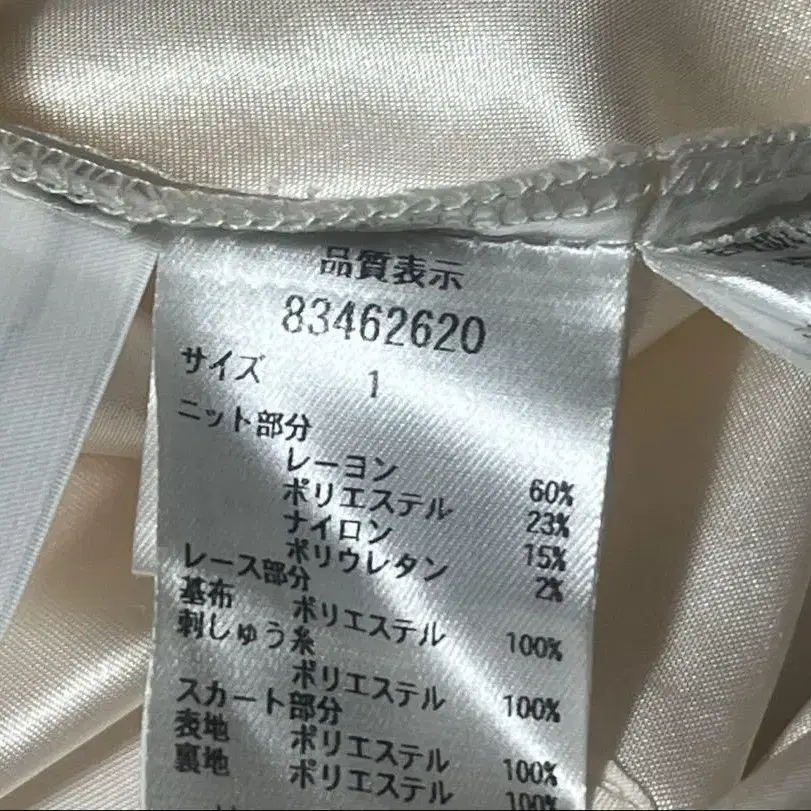 品質表示
83462620
サイズ 1
ニット部分
レーヨン 60%
ポリエステル 23%
ナイロン 15%
ポリウレタン 2%
レース部分
基布 ポリエステル 100%
刺しゅう糸
ポリエステル 100%
スカート部分
表地 ポリエステル 100%
裏地 ポリエステル 100%